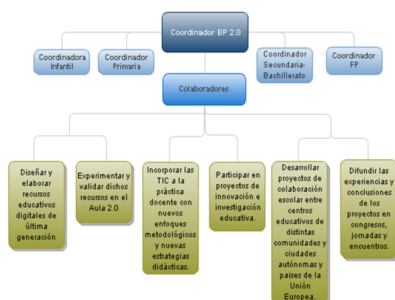 Coordinador BP 2.0
Coordinadora
Infantil
Coordinador
Primaria
Coordinador
Secundaria-
Bachillerato
Coordinador
FP
Colaboradores
Diseñar y
elaborar
recursos
educativos
digitales de
última
generación
Experimentar y
validar dichos
recursos en el
Aula 2.0
Incorporar las
TIC a la
práctica
docente con
nuevos
enfoques
metodológicos
y nuevas
estrategias
didácticas.
Participar en
proyectos de
innovación e
investigación
educativa.
Desarrollar
proyectos de
colaboración
escolar entre
centros
educativos de
distintas
comunidades y
ciudades
autónomas y
países de la
Unión
Europea.
Difundir las
experiencias y
conclusiones
de los
proyectos en
congresos,
jornadas y
encuentros.